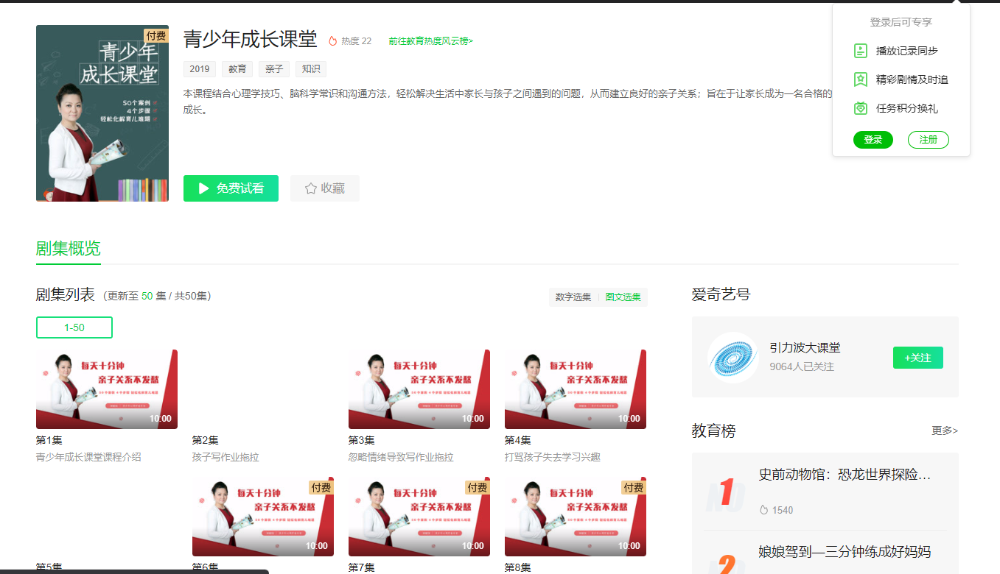 付费
青少年
成长课堂
50个案例
4个步骤
轻松化解育儿难题
青少年成长课堂
热度 22
前往教育热度风云榜>
2019
教育
亲子
知识
本课程结合心理学技巧、脑科学常识和沟通方法，轻松解决生活中家长与孩子之间遇到的问题，从而建立良好的亲子关系；旨在于让家长成为一名合格的
成长。
免费试看
收藏
登录后可专享
播放记录同步
精彩剧情及时追
任务积分换礼
登录
注册
剧集概览
剧集列表
（更新至 50 集 / 共50集）
数字选集
图文选集
1-50
每天十分钟
亲子关系不发愁
10:00
每天十分钟
亲子关系不发愁
10:00
每天十分钟
亲子关系不发愁
10:00
第1集
青少年成长课堂课程介绍
第2集
孩子写作业拖拉
第3集
忽略情绪导致写作业拖拉
第4集
打骂孩子失去学习兴趣
付费
每天十分钟
亲子关系不发愁
10:00
付费
每天十分钟
亲子关系不发愁
10:00
付费
每天十分钟
亲子关系不发愁
10:00
第5集
第6集
第7集
第8集
爱奇艺号
引力波大课堂
9064人已关注
+关注
教育榜
更多>
NO
1
史前动物馆：恐龙世界探险…
1540
NO
2
娘娘驾到—三分钟练成好妈妈